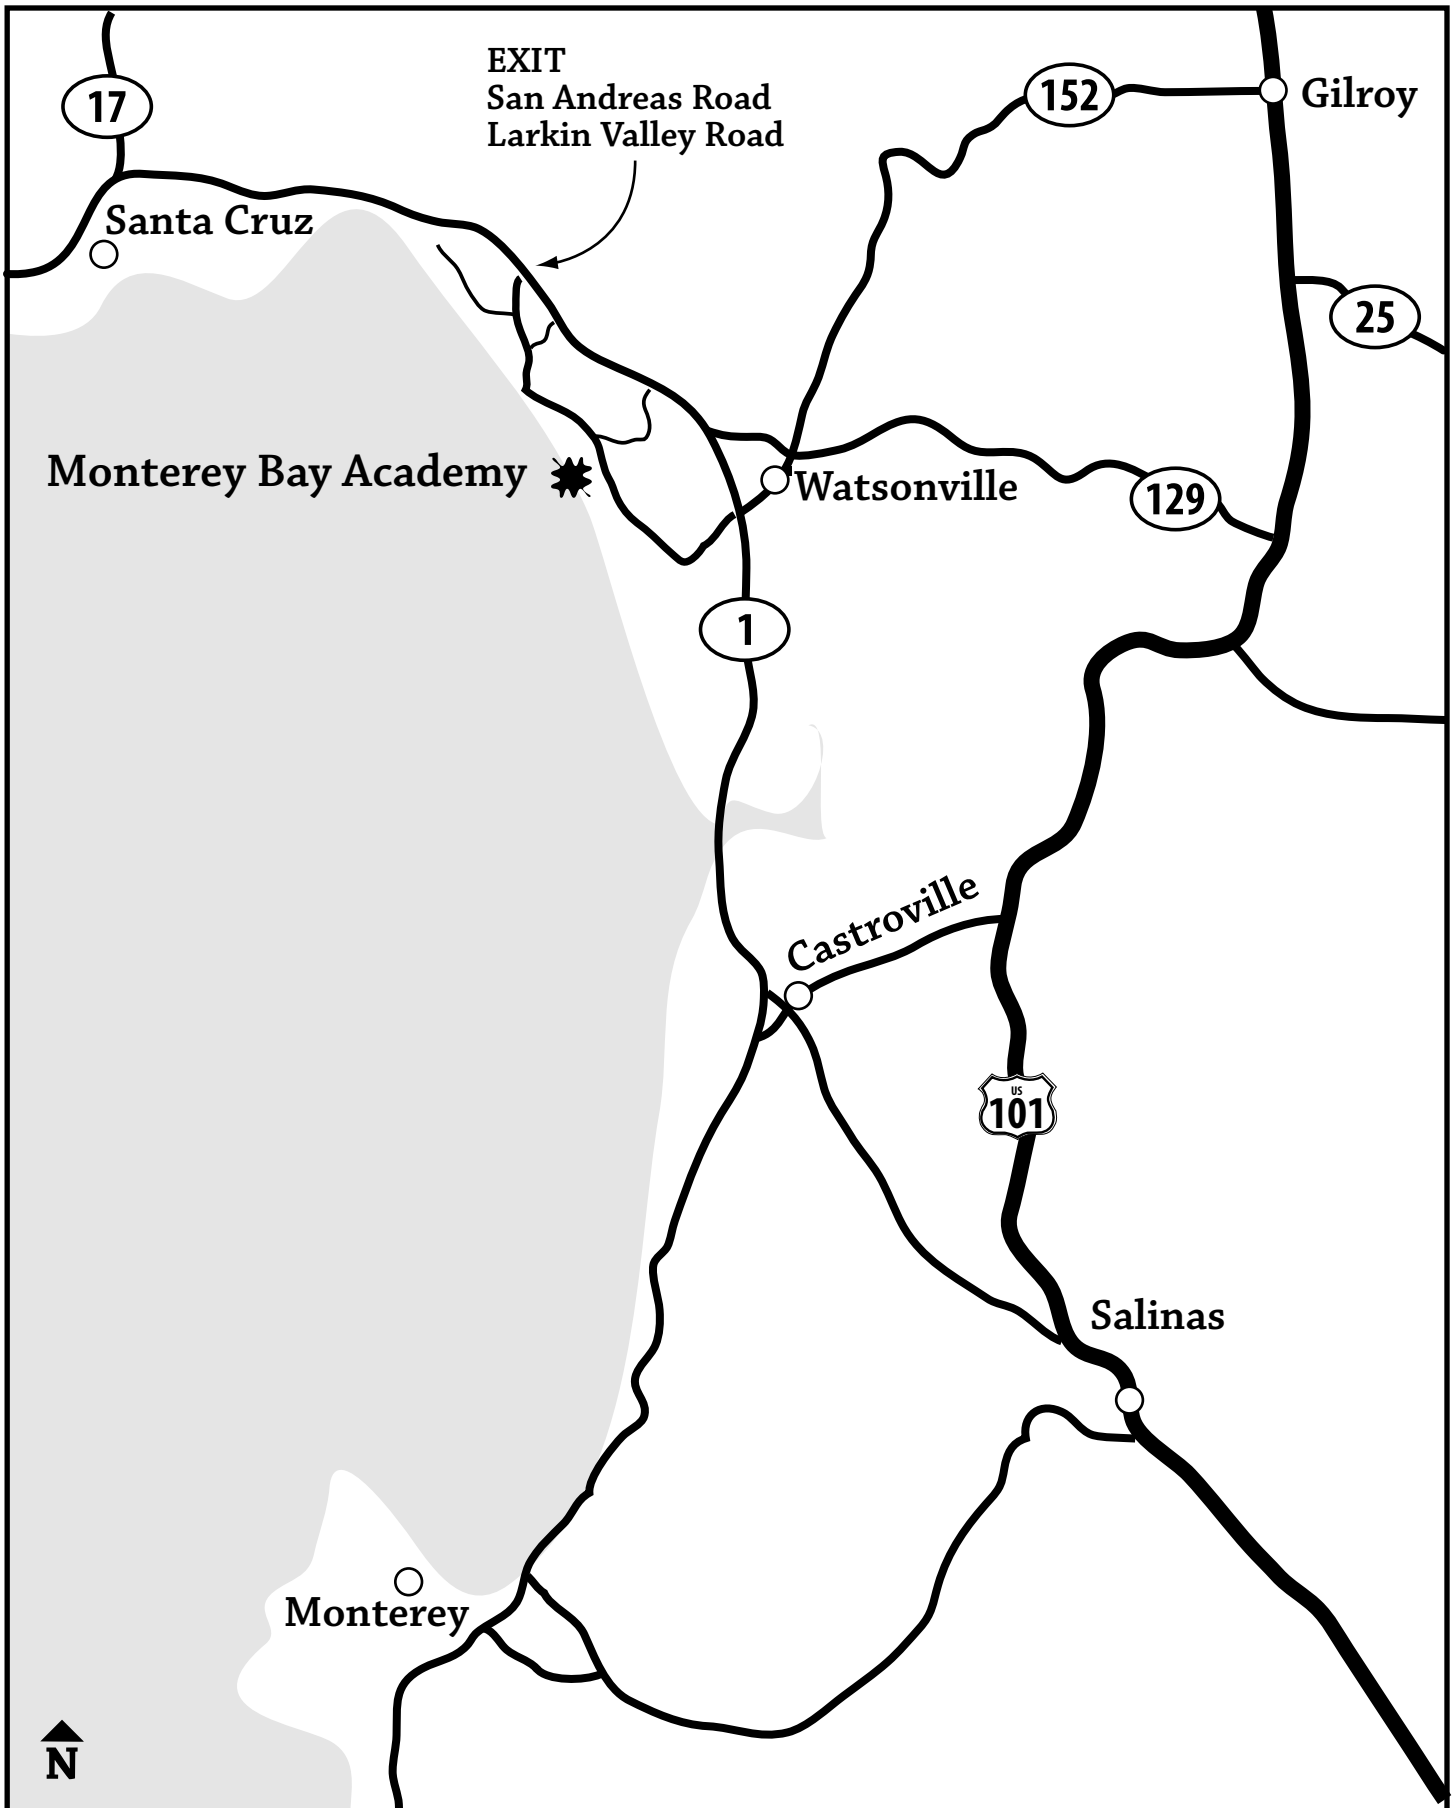 EXIT
San Andreas Road
Larkin Valley Road
17
152
Gilroy
Santa Cruz
25
Monterey Bay Academy
Watsonville
129
1
Castroville
US
101
Salinas
Monterey
N